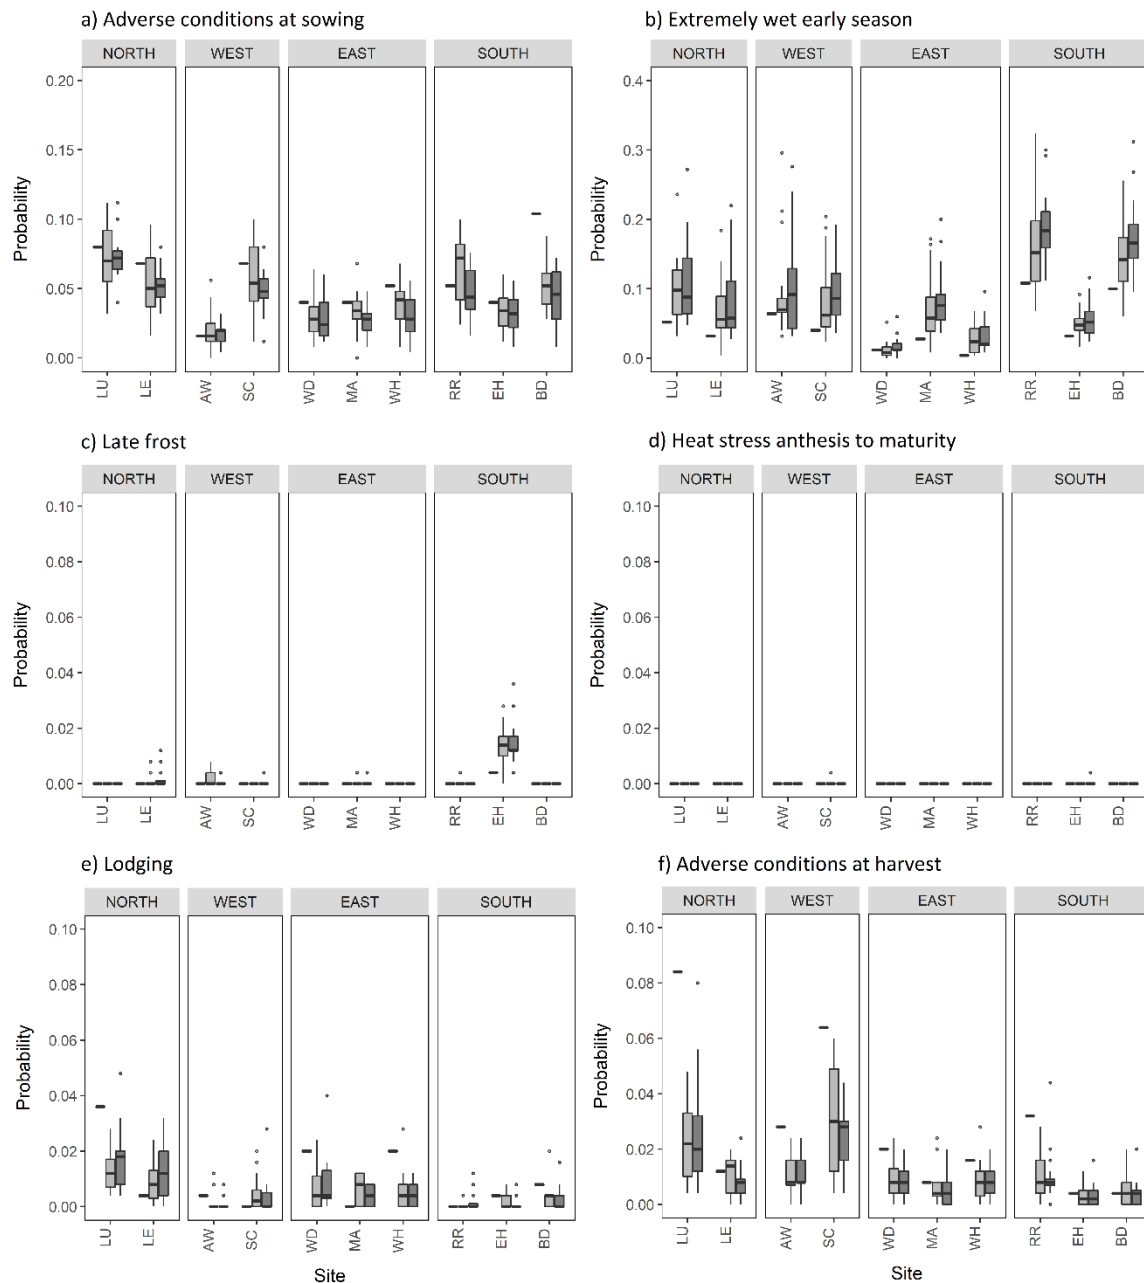 a) Adverse conditions at sowing
b) Extremely wet early season
NORTH WEST EAST SOUTH
NORTH WEST EAST SOUTH
Probability
0.20
0.15
0.10
0.05
0.00
LU LE AW SC WD MA WH RR EH BD
Probability
0.4
0.3
0.2
0.1
0.0
LU LE AW SC WD MA WH RR EH BD
c) Late frost
d) Heat stress anthesis to maturity
NORTH WEST EAST SOUTH
NORTH WEST EAST SOUTH
Probability
0.10
0.08
0.06
0.04
0.02
0.00
LU LE AW SC WD MA WH RR EH BD
Probability
0.10
0.08
0.06
0.04
0.02
0.00
LU LE AW SC WD MA WH RR EH BD
e) Lodging
f) Adverse conditions at harvest
NORTH WEST EAST SOUTH
NORTH WEST EAST SOUTH
Probability
0.10
0.08
0.06
0.04
0.02
0.00
LU LE AW SC WD MA WH RR EH BD
Site
Probability
0.10
0.08
0.06
0.04
0.02
0.00
LU LE AW SC WD MA WH RR EH BD
Site